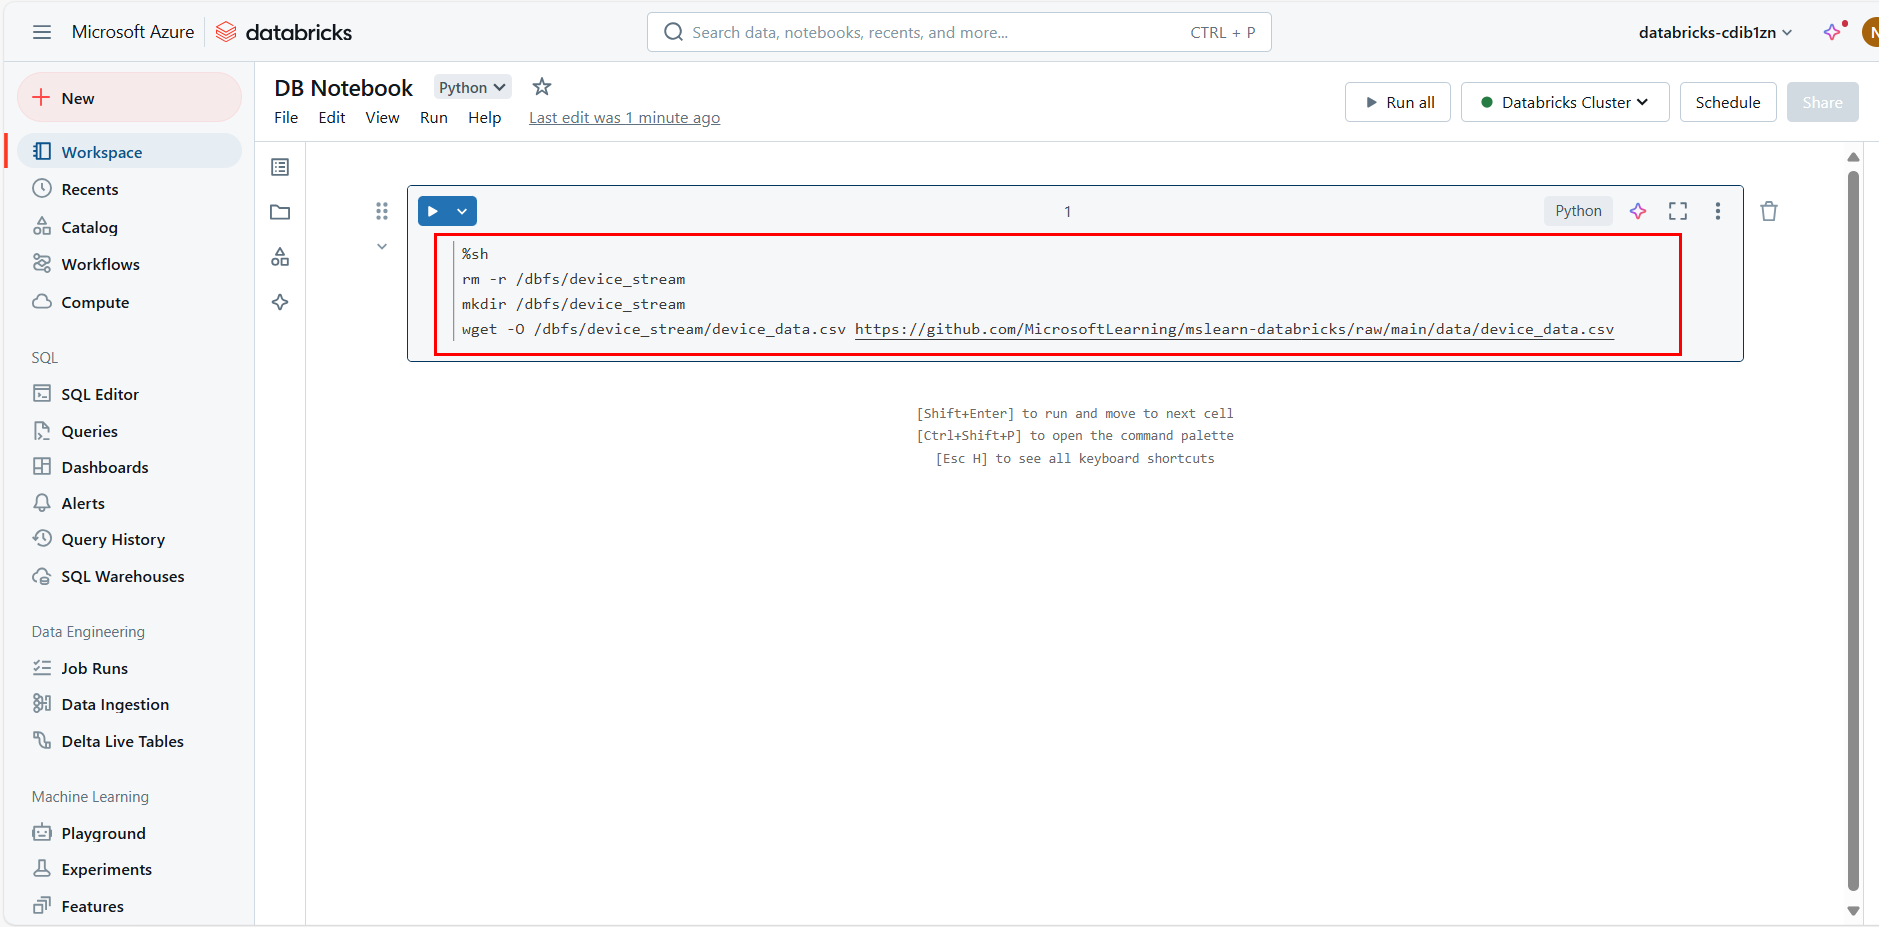 Microsoft Azure databricks
Search data, notebooks, recents, and more... CTRL + P
databricks-cdib1zn
N
New
Workspace
Recents
Catalog
Workflows
Compute
SQL
SQL Editor
Queries
Dashboards
Alerts
Query History
SQL Warehouses
Data Engineering
Job Runs
Data Ingestion
Delta Live Tables
Machine Learning
Playground
Experiments
Features
DB Notebook Python
File Edit View Run Help Last edit was 1 minute ago
Run all Databricks Cluster Schedule Share
1
Python
%sh
rm -r /dbfs/device_stream
mkdir /dbfs/device_stream
wget -O /dbfs/device_stream/device_data.csv https://github.com/MicrosoftLearning/mslearn-databricks/raw/main/data/device_data.csv
[Shift+Enter] to run and move to next cell
[Ctrl+Shift+P] to open the command palette
[Esc H] to see all keyboard shortcuts